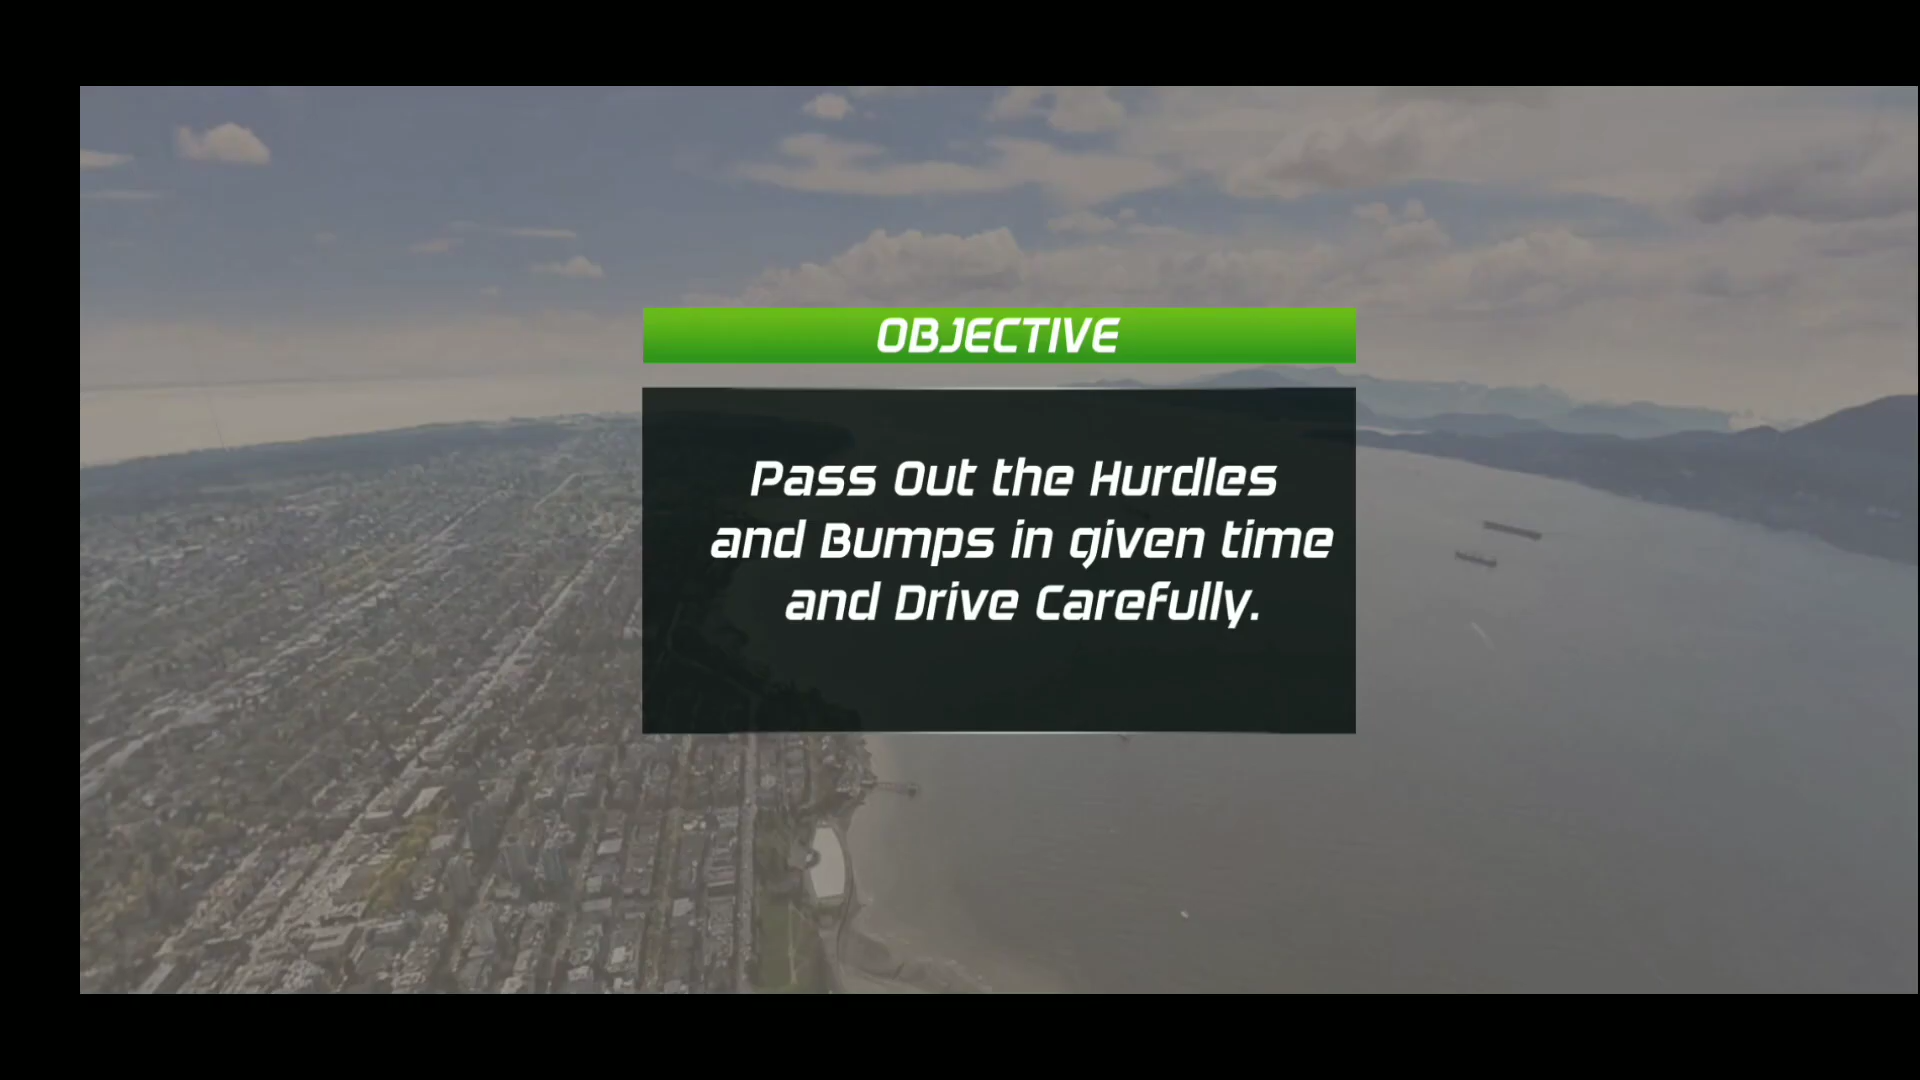 OBJECTIVE
Pass Out the Hurdles
and Bumps in given time
and Drive Carefully.